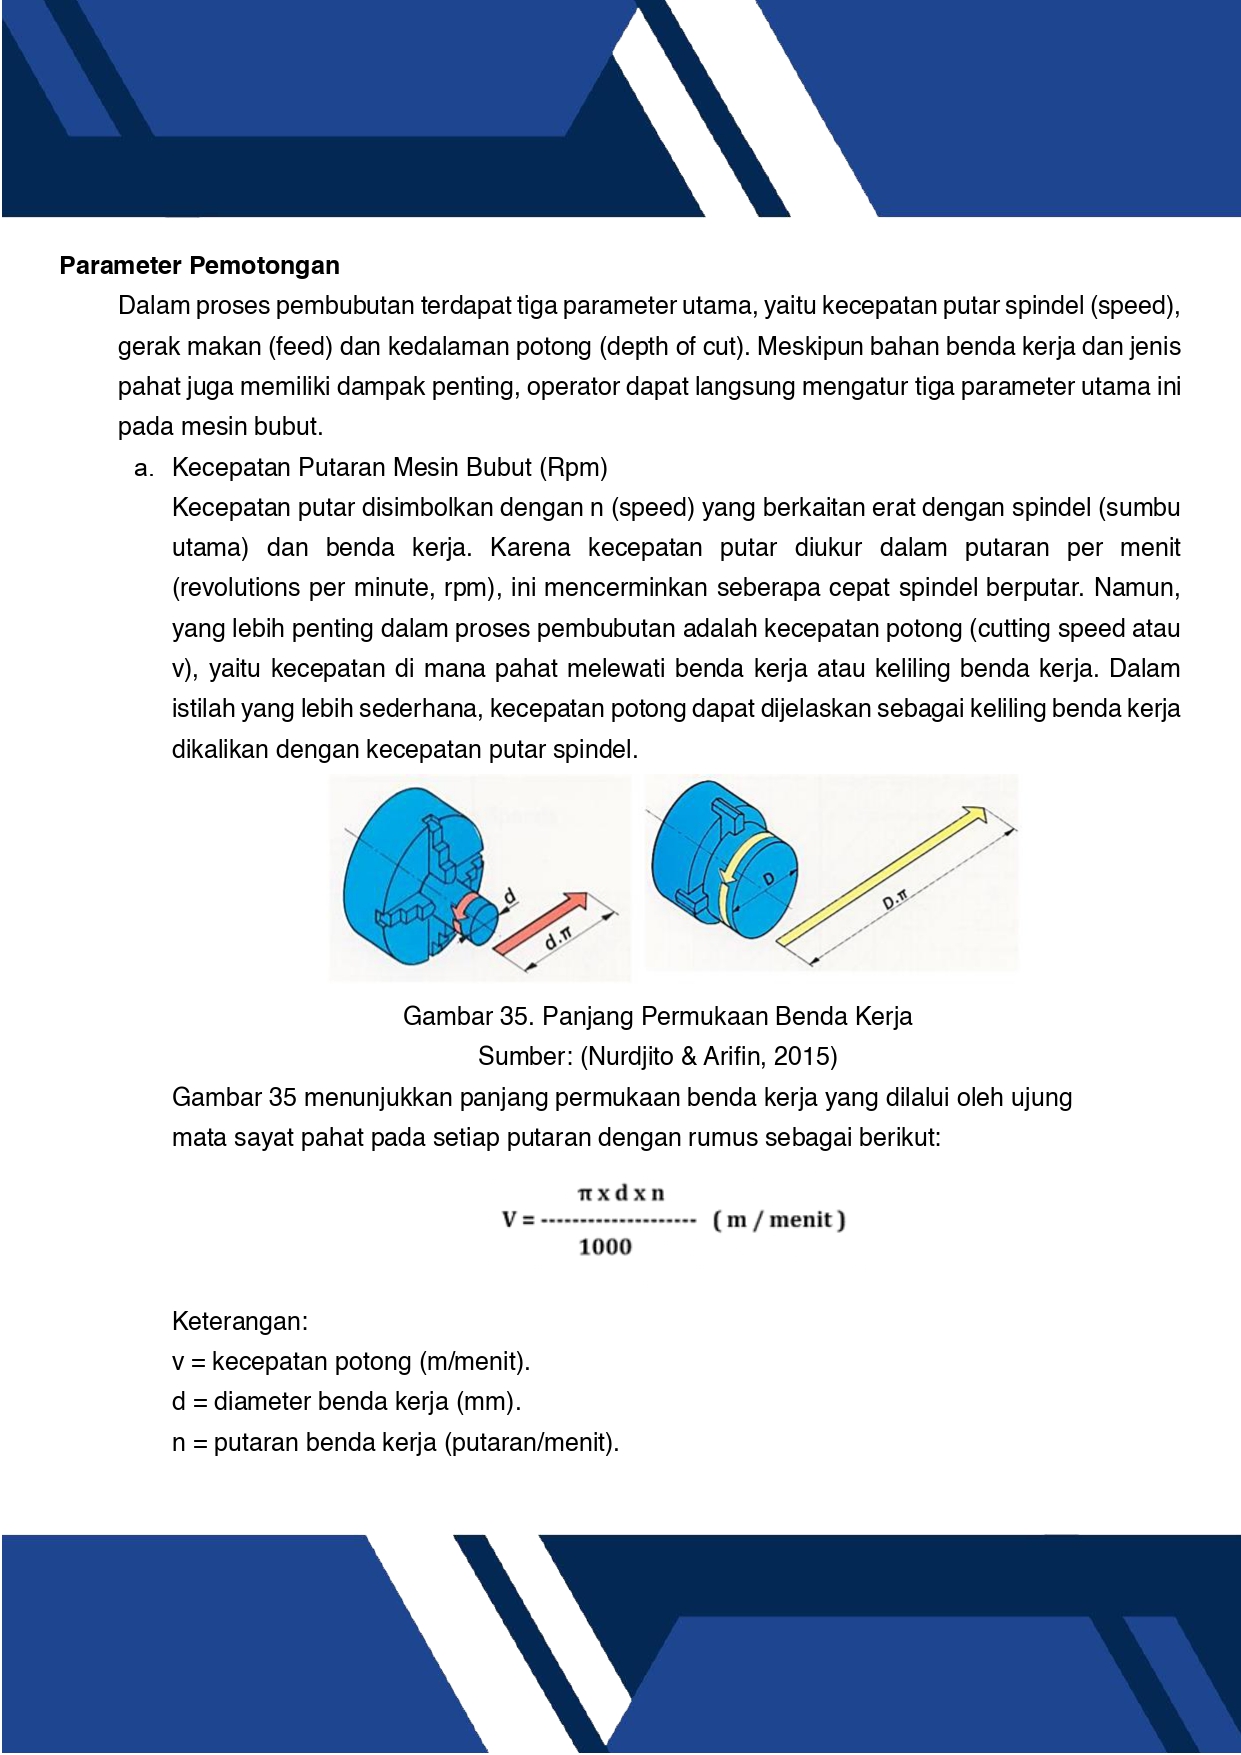 Parameter Pemotongan
Dalam proses pembubutan terdapat tiga parameter utama, yaitu kecepatan putar spindel (speed),
gerak makan (feed) dan kedalaman potong (depth of cut). Meskipun bahan benda kerja dan jenis
pahat juga memiliki dampak penting, operator dapat langsung mengatur tiga parameter utama ini
pada mesin bubut.
a. Kecepatan Putaran Mesin Bubut (Rpm)
Kecepatan putar disimbolkan dengan n (speed) yang berkaitan erat dengan spindel (sumbu
utama) dan benda kerja. Karena kecepatan putar diukur dalam putaran per menit
(revolutions per minute, rpm), ini mencerminkan seberapa cepat spindel berputar. Namun,
yang lebih penting dalam proses pembubutan adalah kecepatan potong (cutting speed atau
v), yaitu kecepatan di mana pahat melewati benda kerja atau keliling benda kerja. Dalam
istilah yang lebih sederhana, kecepatan potong dapat dijelaskan sebagai keliling benda kerja
dikalikan dengan kecepatan putar spindel.
d
d.π
D
D.π
Gambar 35. Panjang Permukaan Benda Kerja
Sumber: (Nurdjito & Arifin, 2015)
Gambar 35 menunjukkan panjang permukaan benda kerja yang dilalui oleh ujung
mata sayat pahat pada setiap putaran dengan rumus sebagai berikut:
π x d x n
V = -------------------- ( m / menit )
1000
Keterangan:
v = kecepatan potong (m/menit).
d = diameter benda kerja (mm).
n = putaran benda kerja (putaran/menit).